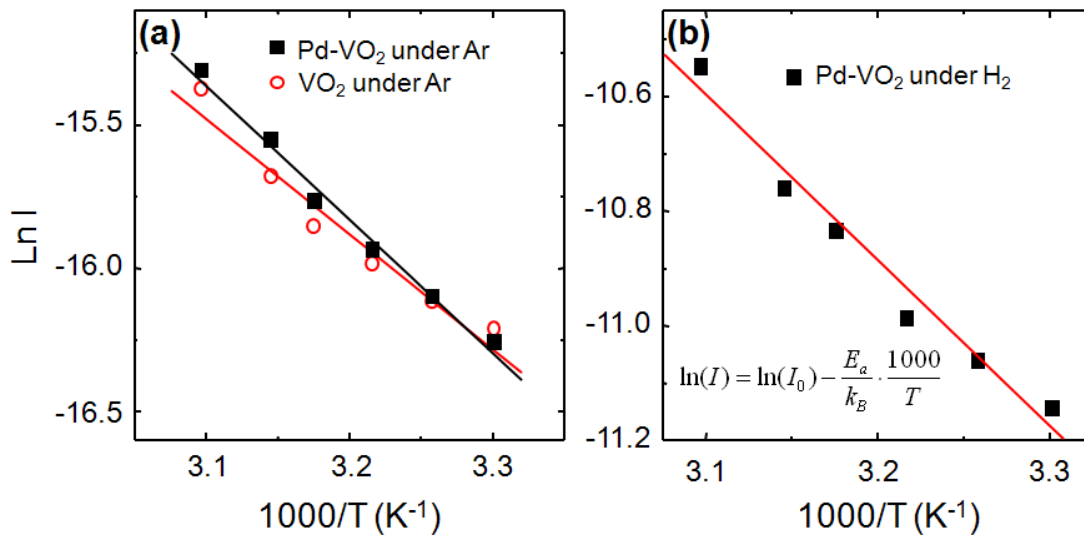 (a)
Pd-VO₂ under Ar
VO₂ under Ar
Ln I
-15.5
-16.0
-16.5
3.1
3.2
3.3
1000/T (K⁻¹)
(b)
Pd-VO₂ under H₂
-10.6
-10.8
-11.0
-11.2
ln(I) = ln(I₀) − E_a/k_B · 1000/T
3.1
3.2
3.3
1000/T (K⁻¹)